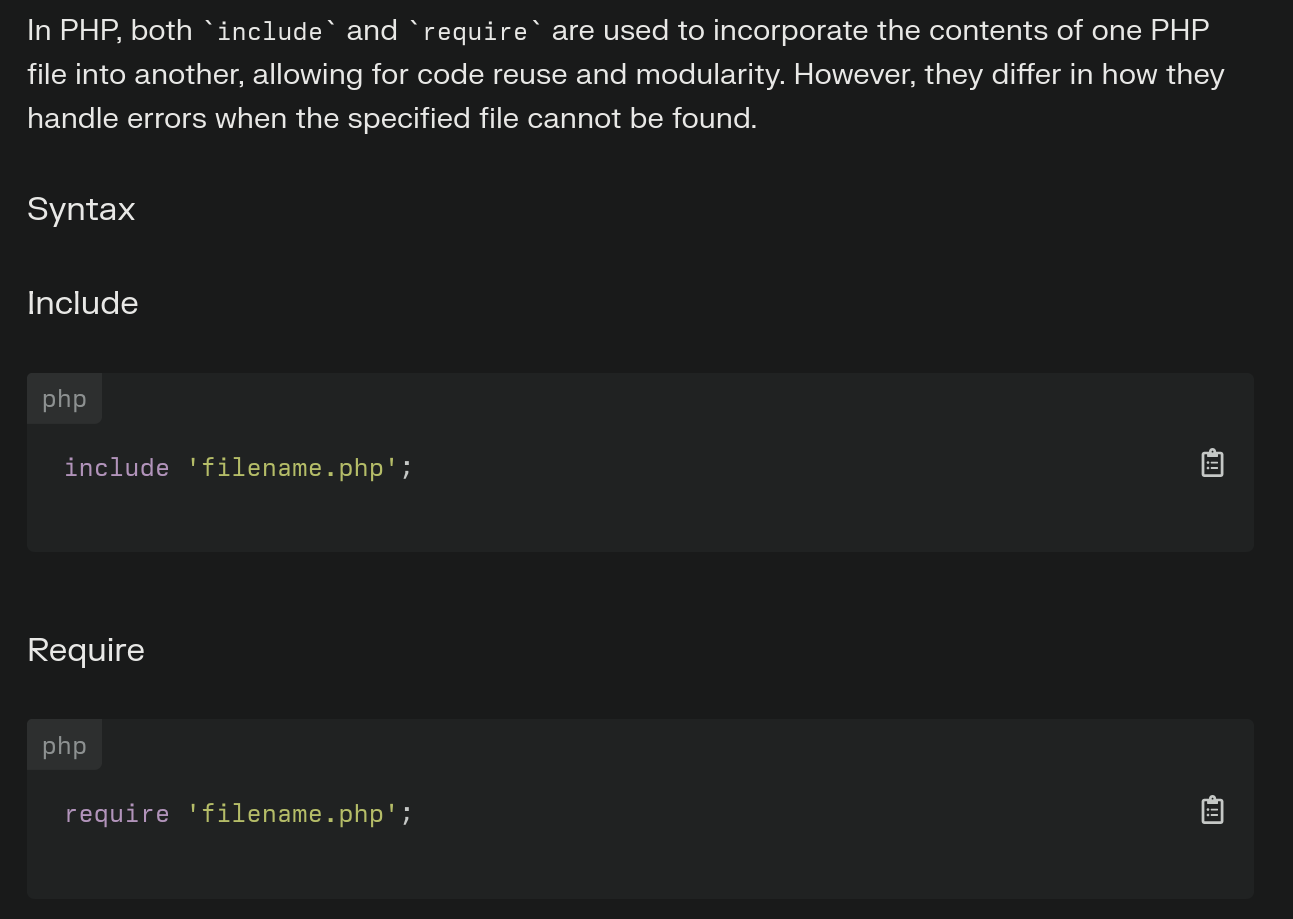 In PHP, both `include` and `require` are used to incorporate the contents of one PHP
file into another, allowing for code reuse and modularity. However, they differ in how they
handle errors when the specified file cannot be found.
Syntax
Include
php
include 'filename.php';
Require
php
require 'filename.php';